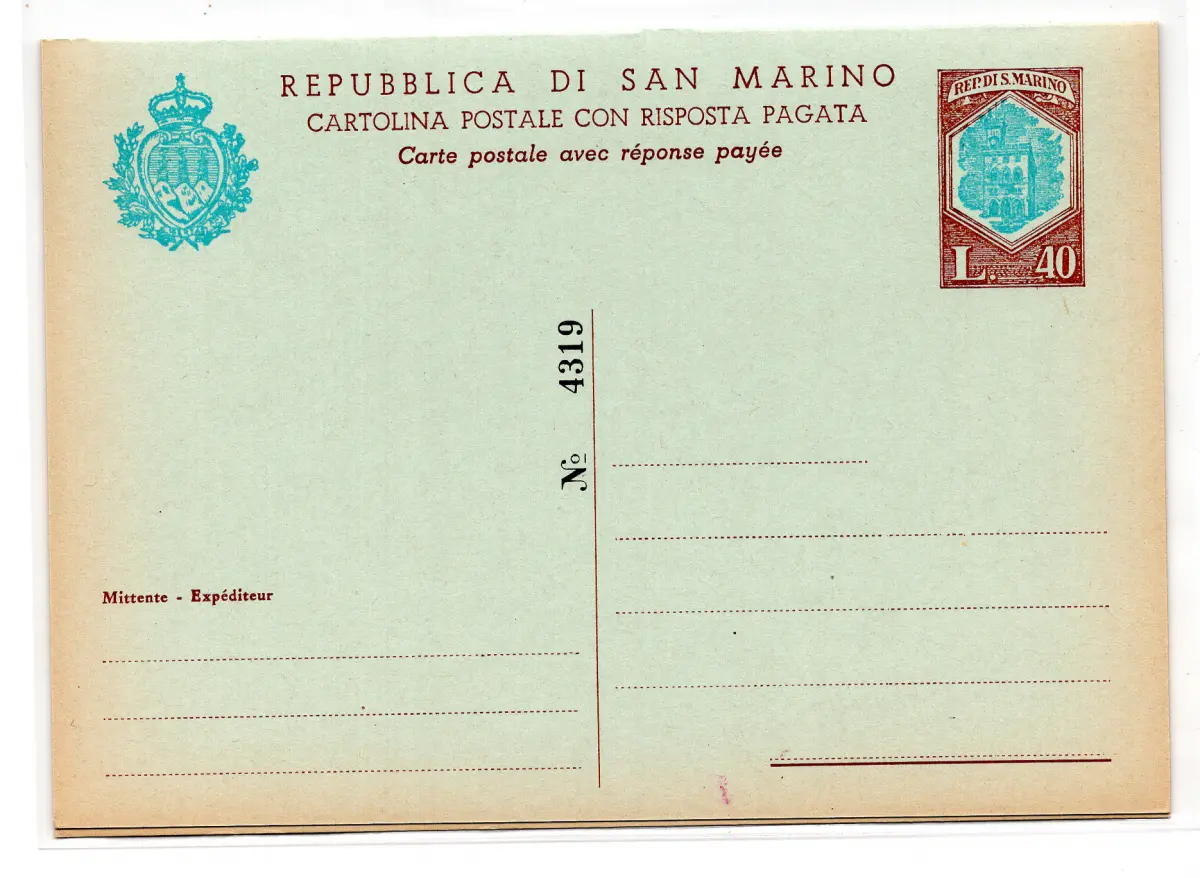 REPUBBLICA DI SAN MARINO
CARTOLINA POSTALE CON RISPOSTA PAGATA
Carte postale avec réponse payée
REP. DI S. MARINO
L. 40
Nº 4319
Mittente - Expéditeur